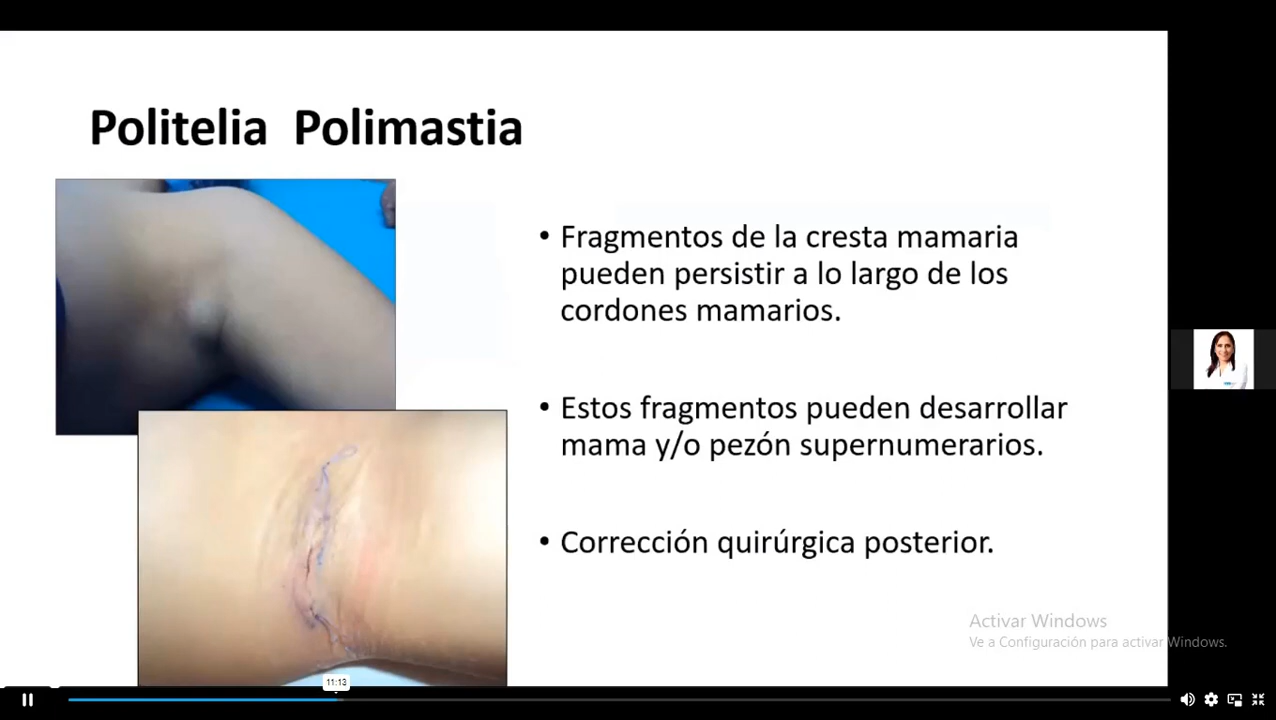 Politelia Polimastia
• Fragmentos de la cresta mamaria
pueden persistir a lo largo de los
cordones mamarios.
• Estos fragmentos pueden desarrollar
mama y/o pezón supernumerarios.
• Corrección quirúrgica posterior.
Activar Windows
Ve a Configuración para activar Windows.
11:13